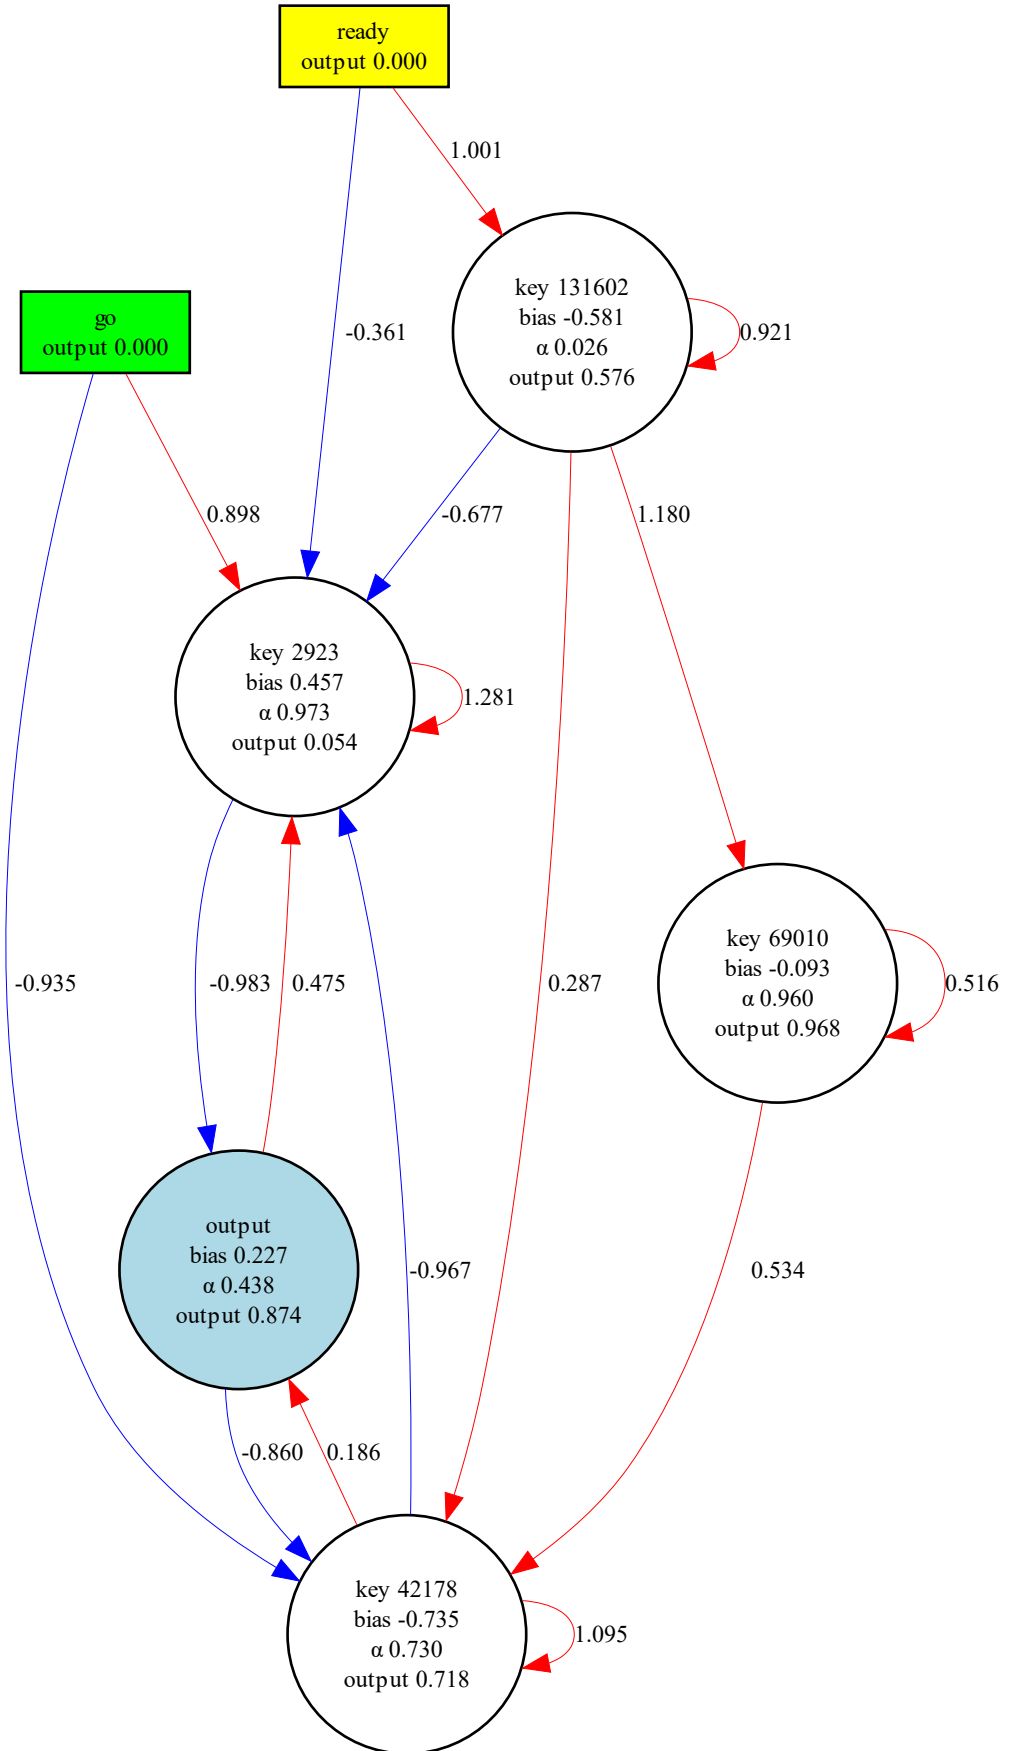 ready
output 0.000
1.001
key 131602
bias -0.581
α 0.026
output 0.576
0.921
-0.361
go
output 0.000
0.898
-0.677
1.180
key 2923
bias 0.457
α 0.973
output 0.054
1.281
key 69010
bias -0.093
α 0.960
output 0.968
0.516
-0.935
-0.983
0.475
0.287
output
bias 0.227
α 0.438
output 0.874
-0.967
0.534
-0.860
0.186
key 42178
bias -0.735
α 0.730
output 0.718
1.095